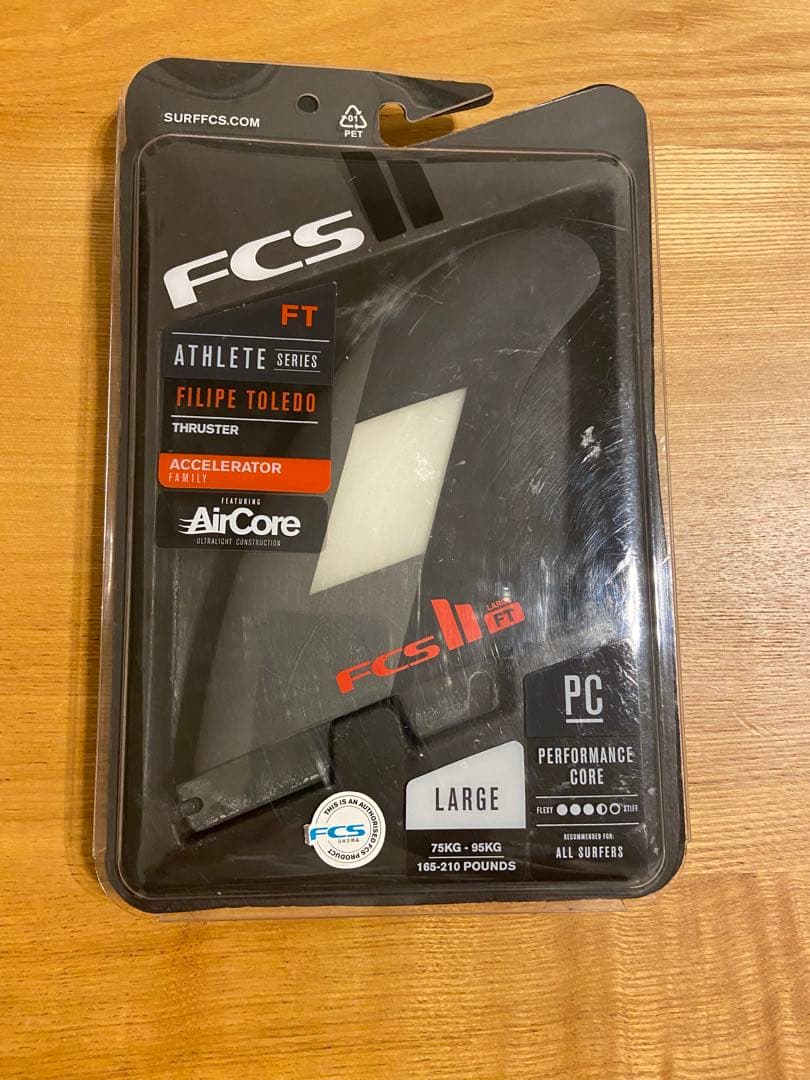 SURFFCS.COM
01
PET
FCS II
FT
ATHLETE SERIES
FILIPE TOLEDO
THRUSTER
ACCELERATOR
FAMILY
FEATURING
AirCore
ULTRALIGHT CONSTRUCTION
LARGE
FCS II FT
PC
PERFORMANCE
CORE
FLEXY STIFF
RECOMMENDED FOR:
ALL SURFERS
LARGE
75KG - 95KG
165-210 POUNDS
THIS IS AN AUTHORISED
FCS
FCS PRODUCT